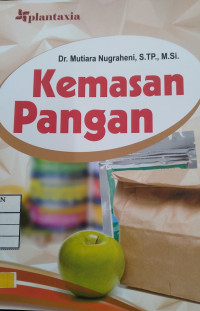 plantaxia
Dr. Mutiara Nugraheni, S.TP., M.Si.
Kemasan
Pangan
N